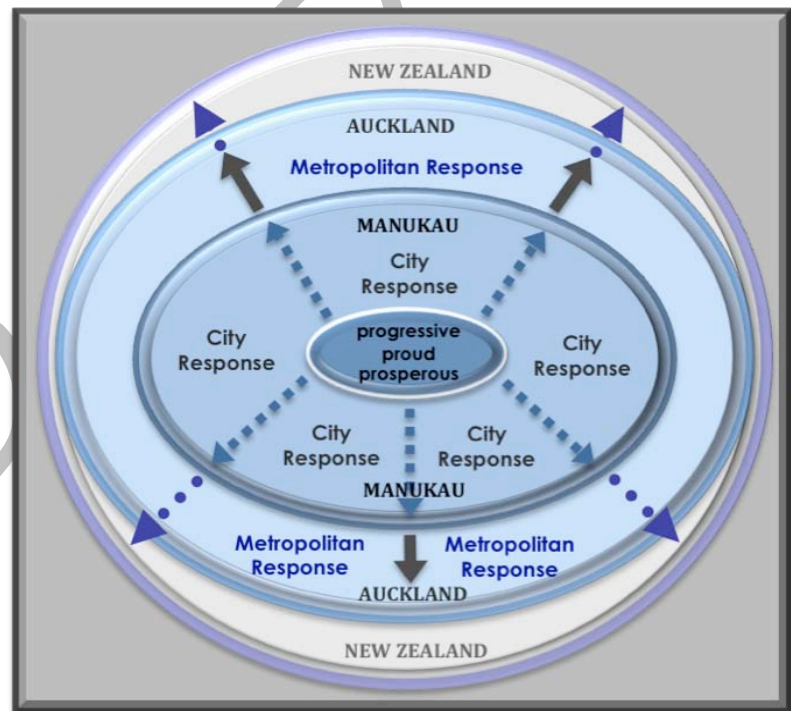 NEW ZEALAND
AUCKLAND
Metropolitan Response
MANUKAU
City
Response
City
Response
progressive
proud
prosperous
City
Response
City
Response
City
Response
MANUKAU
Metropolitan
Response
Metropolitan
Response
AUCKLAND
NEW ZEALAND